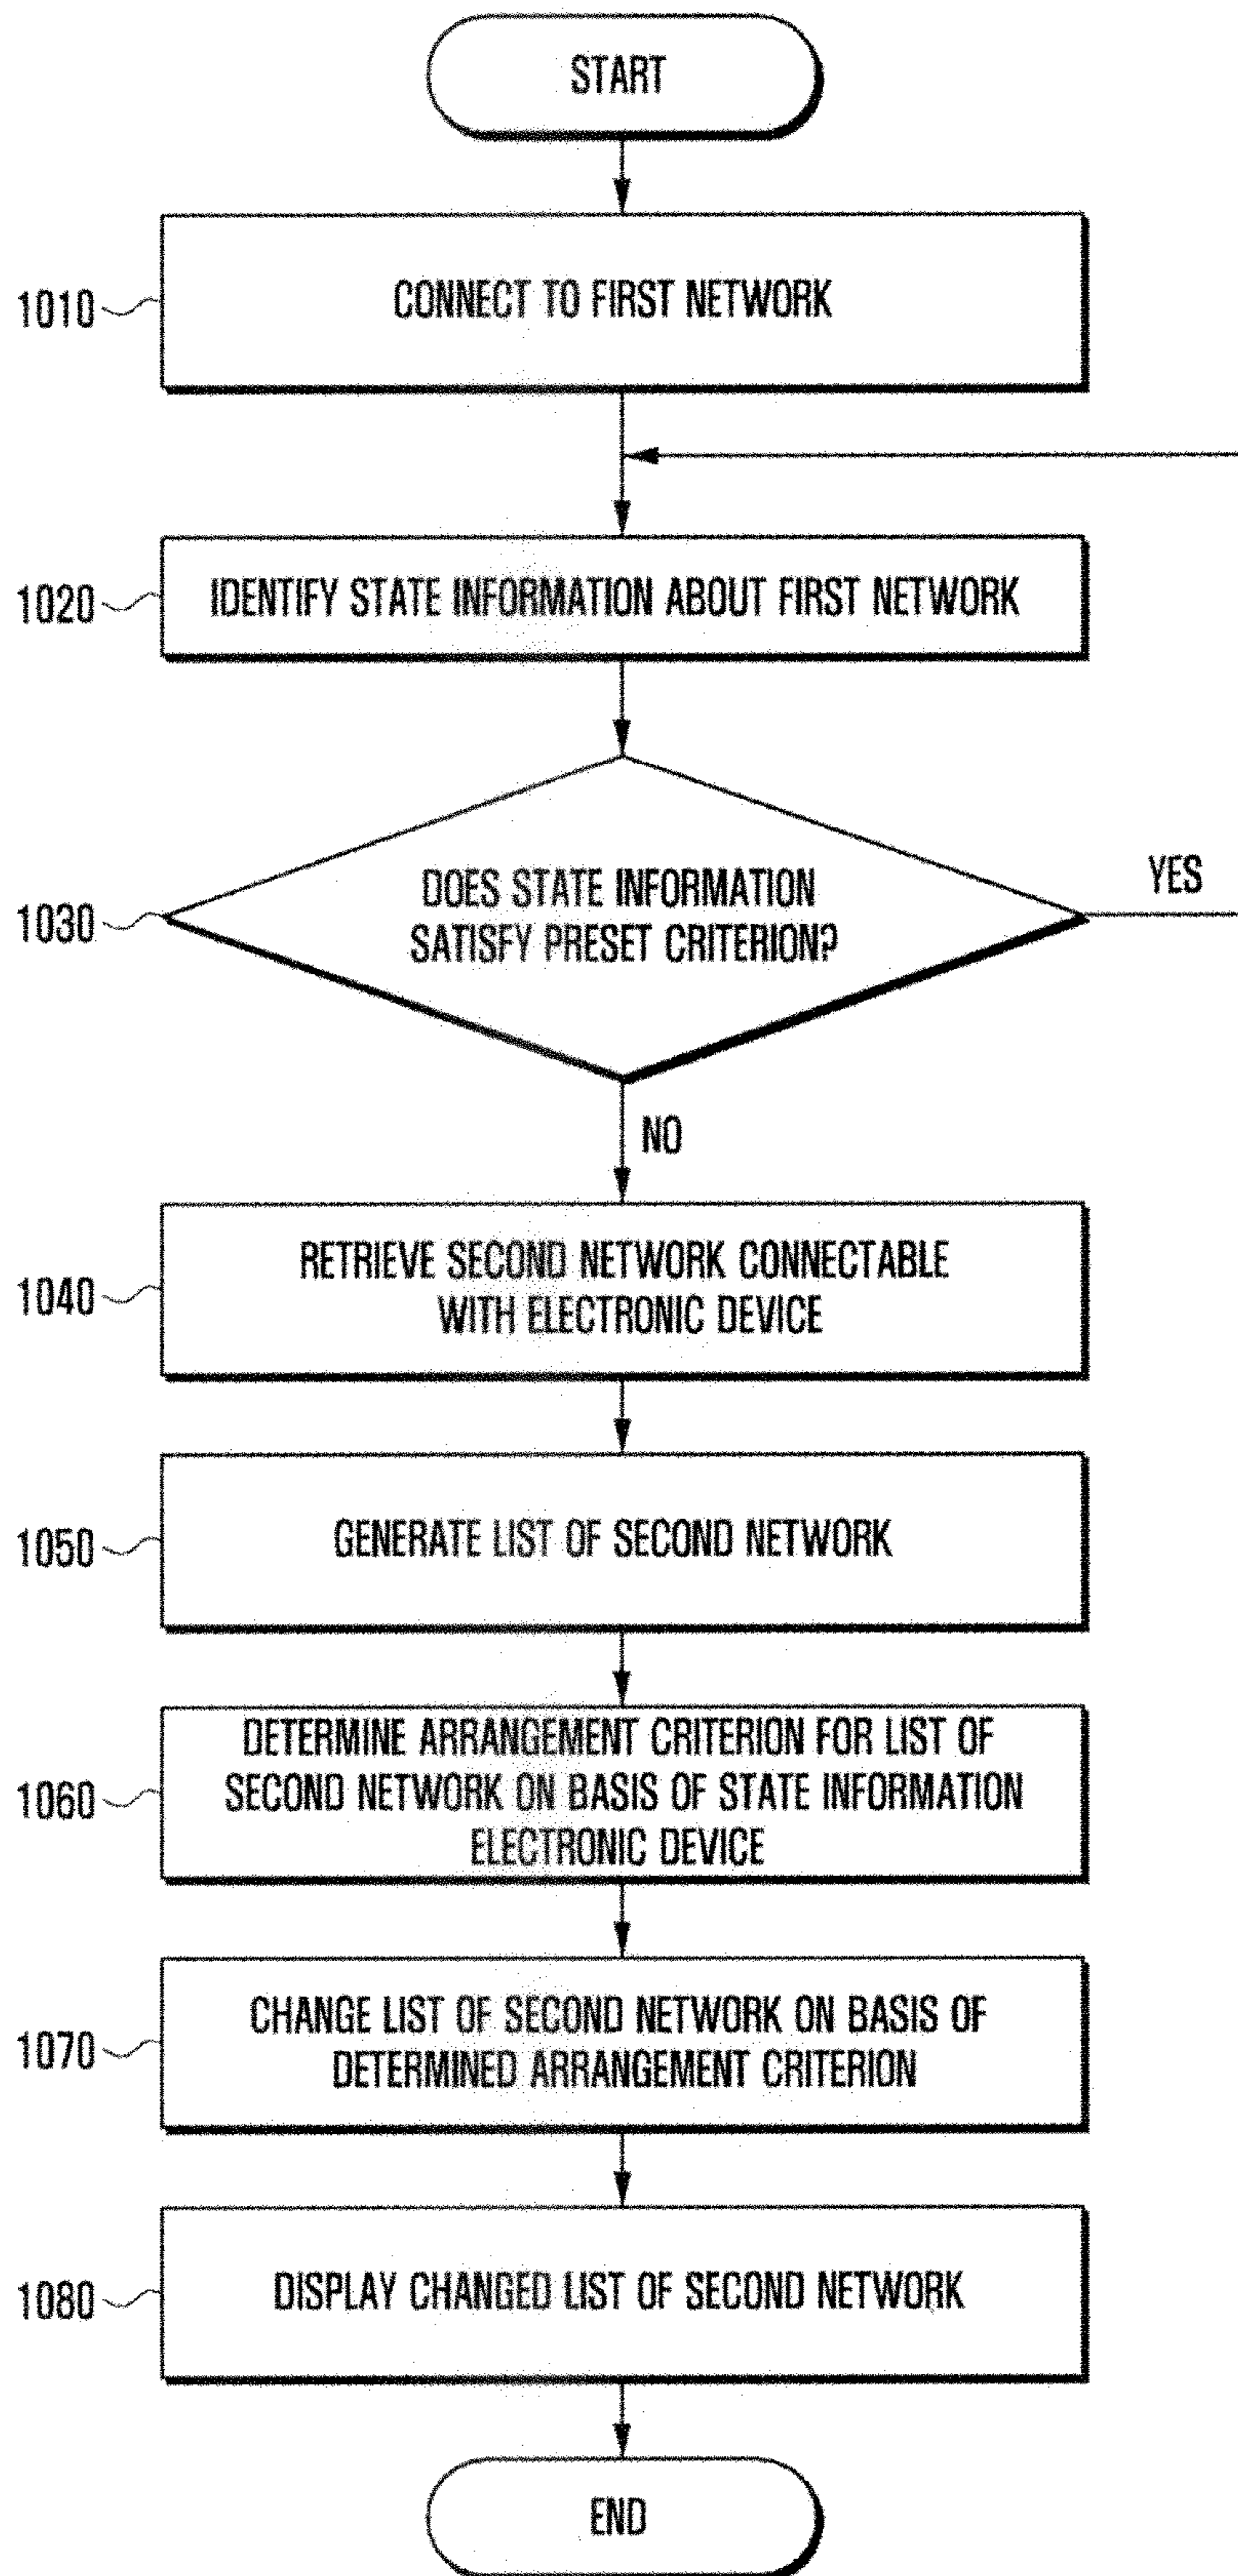 START
1010
CONNECT TO FIRST NETWORK
1020
IDENTIFY STATE INFORMATION ABOUT FIRST NETWORK
1030
DOES STATE INFORMATION
SATISFY PRESET CRITERION?
YES
NO
1040
RETRIEVE SECOND NETWORK CONNECTABLE
WITH ELECTRONIC DEVICE
1050
GENERATE LIST OF SECOND NETWORK
1060
DETERMINE ARRANGEMENT CRITERION FOR LIST OF
SECOND NETWORK ON BASIS OF STATE INFORMATION
ELECTRONIC DEVICE
1070
CHANGE LIST OF SECOND NETWORK ON BASIS OF
DETERMINED ARRANGEMENT CRITERION
1080
DISPLAY CHANGED LIST OF SECOND NETWORK
END